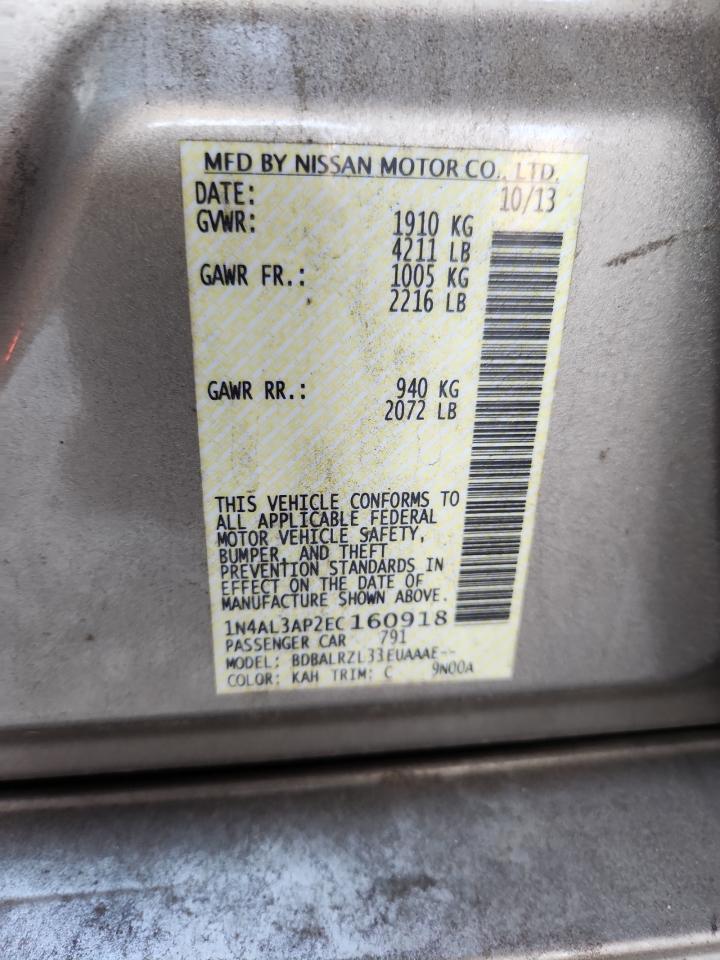 MFD BY NISSAN MOTOR CO., LTD.
DATE: 10/13
GVWR: 1910 KG
4211 LB
GAWR FR.: 1005 KG
2216 LB
GAWR RR.: 940 KG
2072 LB
THIS VEHICLE CONFORMS TO
ALL APPLICABLE FEDERAL
MOTOR VEHICLE SAFETY,
BUMPER, AND THEFT
PREVENTION STANDARDS IN
EFFECT ON THE DATE OF
MANUFACTURE SHOWN ABOVE.
1N4AL3AP2EC160918
PASSENGER CAR 791
MODEL: BDBALRZL33EUAAAE--
COLOR: KAH TRIM: C 9N00A